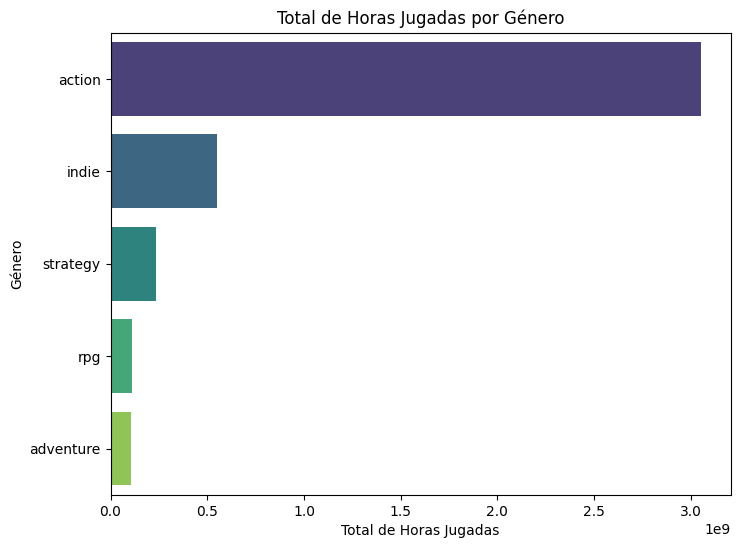 Total de Horas Jugadas por Género
action
indie
strategy
rpg
adventure
Género
0.0 0.5 1.0 1.5 2.0 2.5 3.0
1e9
Total de Horas Jugadas